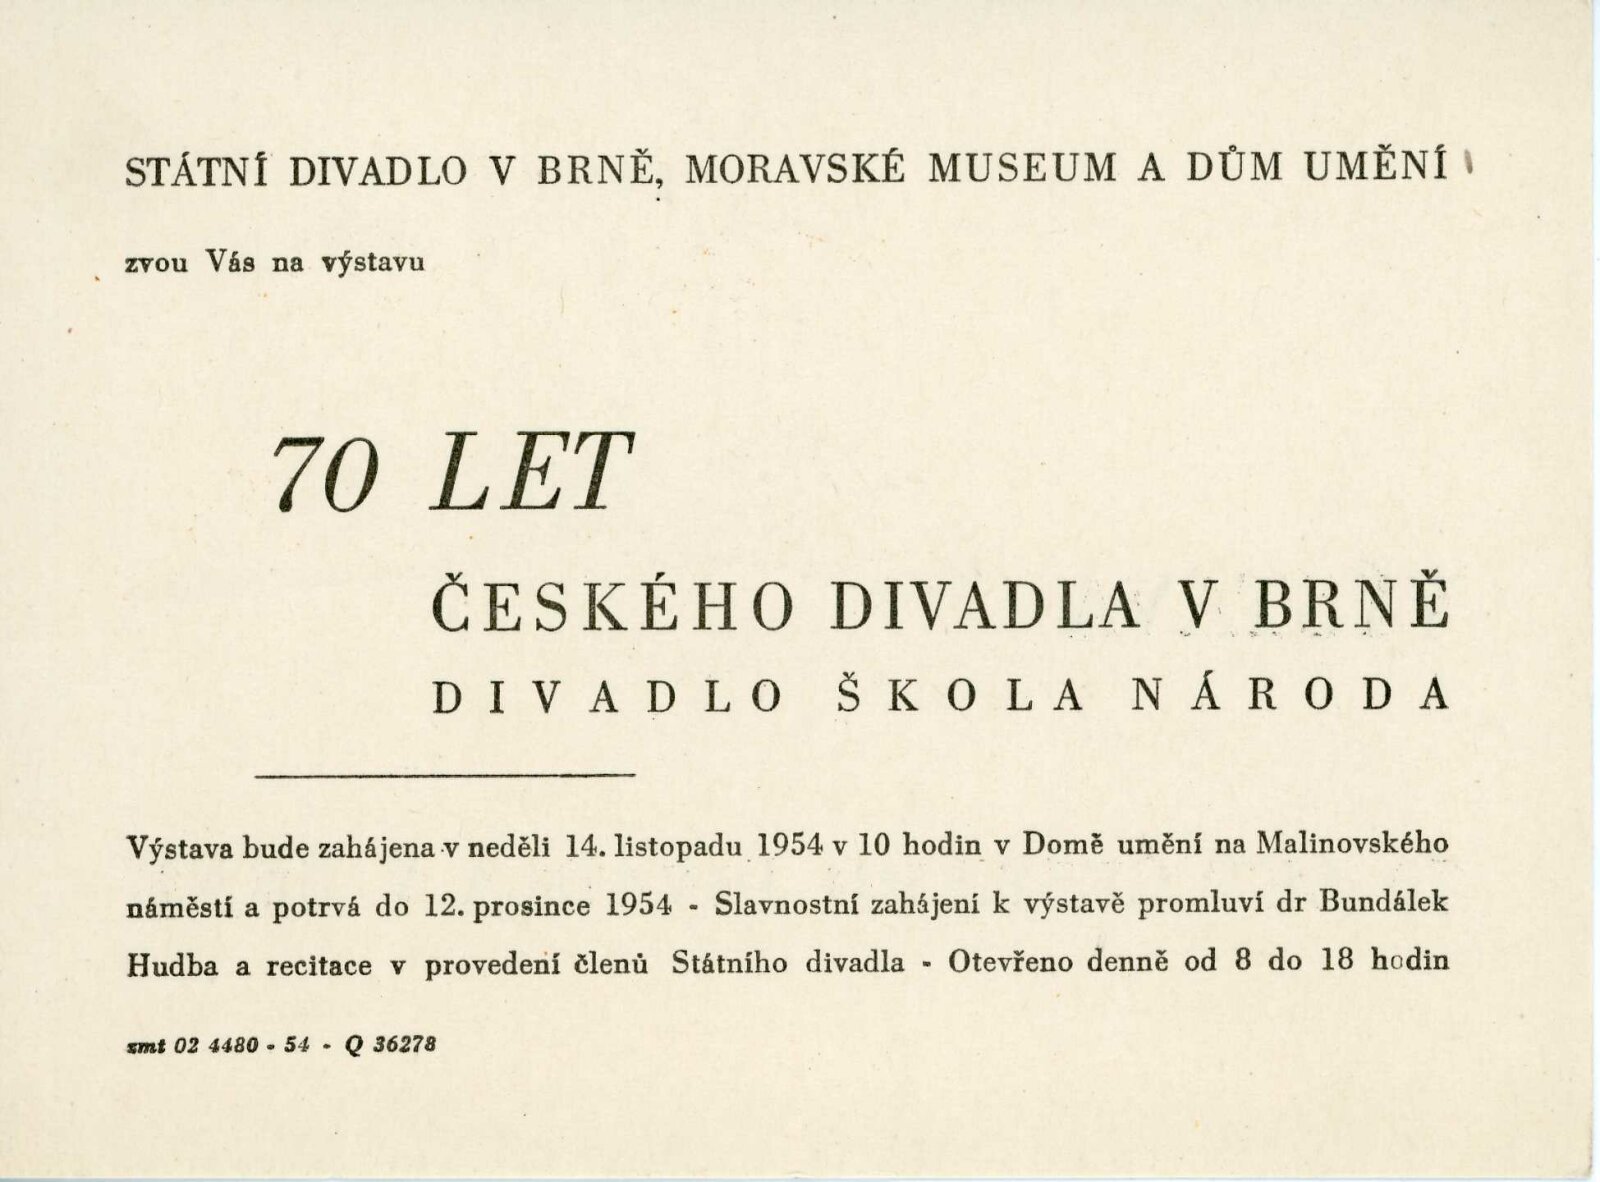 STÁTNÍ DIVADLO V BRNĚ, MORAVSKÉ MUSEUM A DŮM UMĚNÍ
zvou Vás na výstavu
70 LET
ČESKÉHO DIVADLA V BRNĚ
DIVADLO ŠKOLA NÁRODA
Výstava bude zahájena v neděli 14. listopadu 1954 v 10 hodin v Domě umění na Malinovského
náměstí a potrvá do 12. prosince 1954 - Slavnostní zahájení k výstavě promluví dr Bundálek
Hudba a recitace v provedení členů Státního divadla - Otevřeno denně od 8 do 18 hodin
smt 02 4480 - 54 - Q 36278